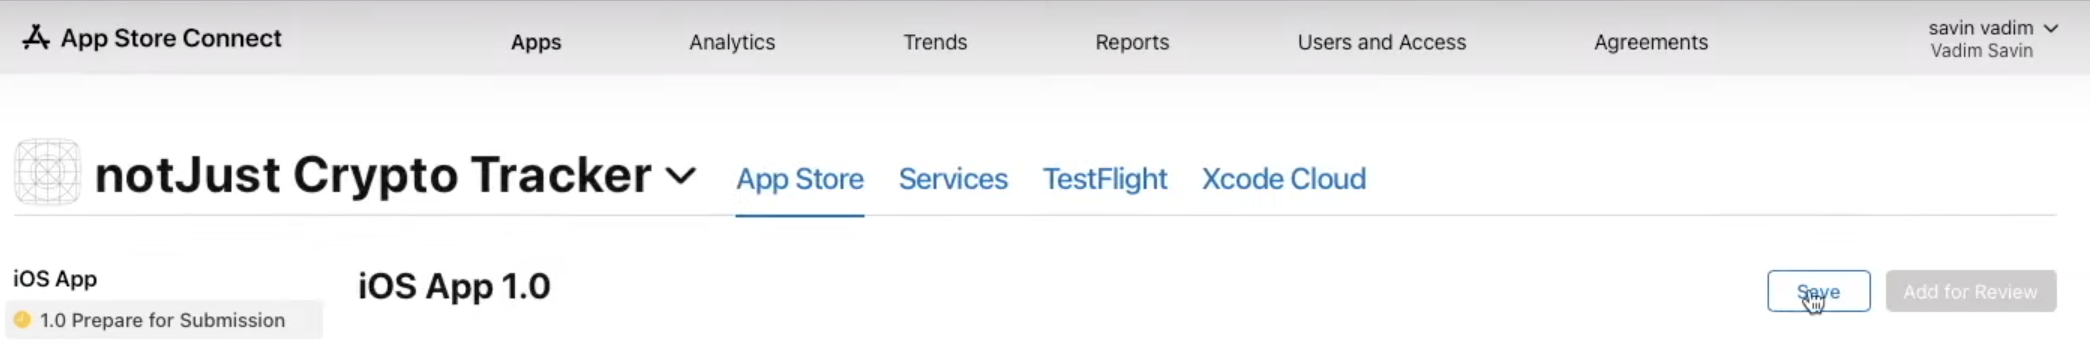 App Store Connect
Apps
Analytics
Trends
Reports
Users and Access
Agreements
savin vadim
Vadim Savin
notJust Crypto Tracker
App Store
Services
TestFlight
Xcode Cloud
iOS App
1.0 Prepare for Submission
iOS App 1.0
Save
Add for Review